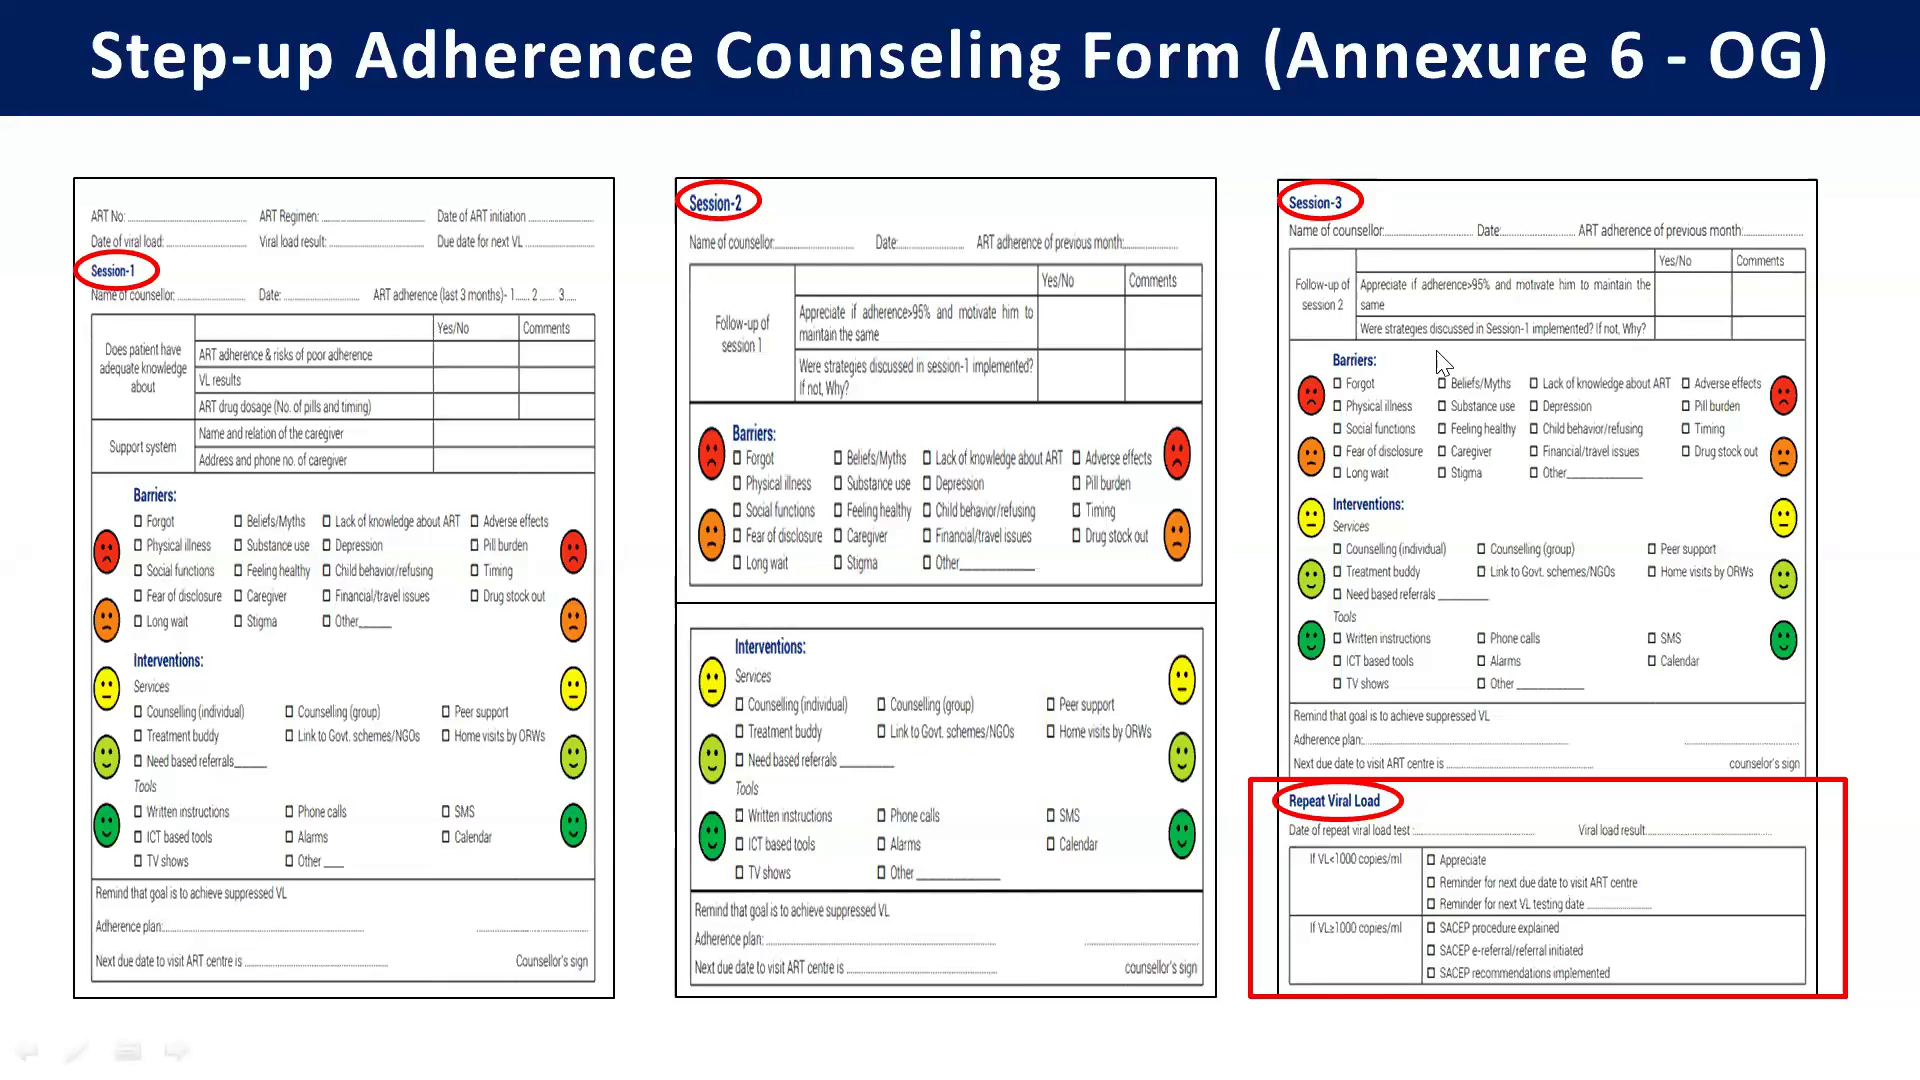 Step-up Adherence Counseling Form (Annexure 6 - OG)
ART No: ART Regimen: Date of ART initiation
Date of viral load: Viral load result: Due date for next VL
Session-1
Name of counsellor: Date: ART adherence (last 3 months)- 1...... 2 ...... 3.....
Yes/No Comments
Does patient have adequate knowledge about
ART adherence & risks of poor adherence
VL results
ART drug dosage (No. of pills and timing)
Support system
Name and relation of the caregiver
Address and phone no. of caregiver
Barriers:
Forgot Beliefs/Myths Lack of knowledge about ART Adverse effects
Physical illness Substance use Depression Pill burden
Social functions Feeling healthy Child behavior/refusing Timing
Fear of disclosure Caregiver Financial/travel issues Drug stock out
Long wait Stigma Other______
Interventions:
Services
Counselling (individual) Counselling (group) Peer support
Treatment buddy Link to Govt. schemes/NGOs Home visits by ORWs
Need based referrals______
Tools
Written instructions Phone calls SMS
ICT based tools Alarms Calendar
TV shows Other ____
Remind that goal is to achieve suppressed VL
Adherence plan:
Next due date to visit ART centre is Counsellor's sign
Session-2
Name of counsellor: Date: ART adherence of previous month:
Yes/No Comments
Follow-up of session 1
Appreciate if adherence>95% and motivate him to
maintain the same
Were strategies discussed in session-1 implemented?
If not, Why?
Barriers:
Forgot Beliefs/Myths Lack of knowledge about ART Adverse effects
Physical illness Substance use Depression Pill burden
Social functions Feeling healthy Child behavior/refusing Timing
Fear of disclosure Caregiver Financial/travel issues Drug stock out
Long wait Stigma Other______________
Interventions:
Services
Counselling (individual) Counselling (group) Peer support
Treatment buddy Link to Govt. schemes/NGOs Home visits by ORWs
Need based referrals __________
Tools
Written instructions Phone calls SMS
ICT based tools Alarms Calendar
TV shows Other ________________
Remind that goal is to achieve suppressed VL
Adherence plan:
Next due date to visit ART centre is counsellor's sign
Session-3
Name of counsellor: Date: ART adherence of previous month:
Yes/No Comments
Follow-up of session 2
Appreciate if adherence>95% and motivate him to maintain the
same
Were strategies discussed in Session-1 implemented? If not, Why?
Barriers:
Forgot Beliefs/Myths Lack of knowledge about ART Adverse effects
Physical illness Substance use Depression Pill burden
Social functions Feeling healthy Child behavior/refusing Timing
Fear of disclosure Caregiver Financial/travel issues Drug stock out
Long wait Stigma Other______________
Interventions:
Services
Counselling (individual) Counselling (group) Peer support
Treatment buddy Link to Govt. schemes/NGOs Home visits by ORWs
Need based referrals __________
Tools
Written instructions Phone calls SMS
ICT based tools Alarms Calendar
TV shows Other ____________
Remind that goal is to achieve suppressed VL
Adherence plan:
Next due date to visit ART centre is counselor's sign
Repeat Viral Load
Date of repeat viral load test : Viral load result
If VL<1000 copies/ml
Appreciate
Reminder for next due date to visit ART centre
Reminder for next VL testing date
If VL≥1000 copies/ml
SACEP procedure explained
SACEP e-referral/referral initiated
SACEP recommendations implemented